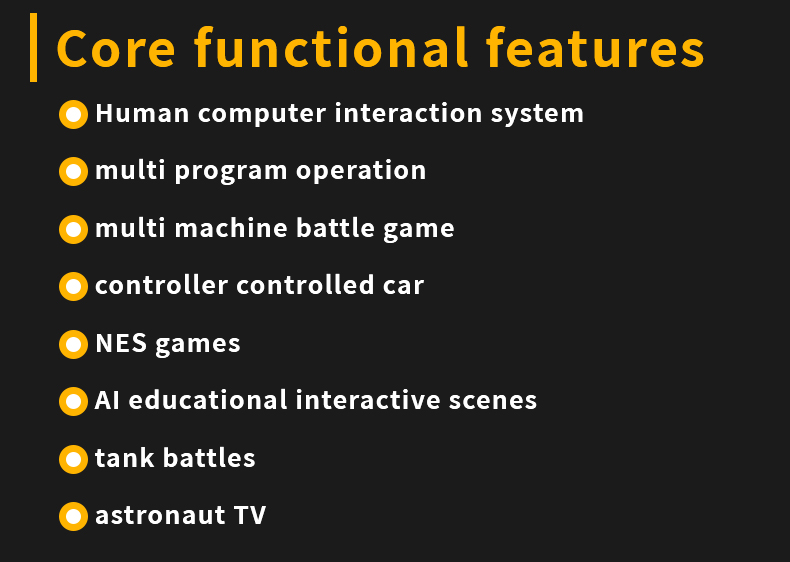 Core functional features
Human computer interaction system
multi program operation
multi machine battle game
controller controlled car
NES games
AI educational interactive scenes
tank battles
astronaut TV